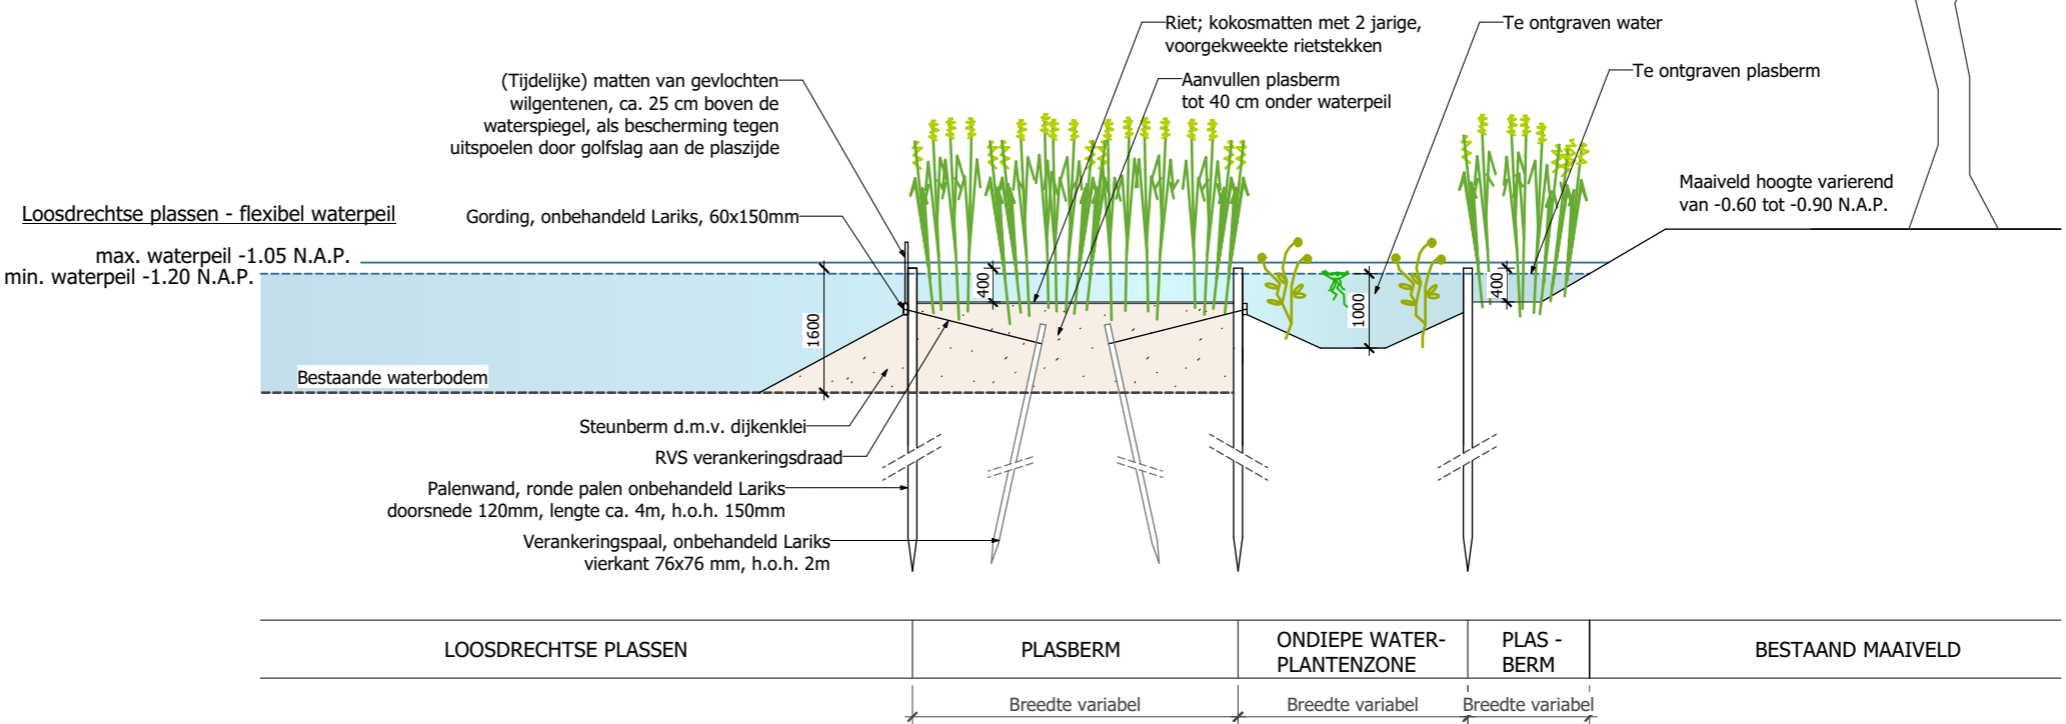 Riet; kokosmatten met 2 jarige,
voorgekweekte rietstekken
Te ontgraven water
(Tijdelijke) matten van gevlochten
wilgentenen, ca. 25 cm boven de
waterspiegel, als bescherming tegen
uitspoelen door golfslag aan de plaszijde
Aanvullen plasberm
tot 40 cm onder waterpeil
Te ontgraven plasberm
Maaiveld hoogte varierend
van -0.60 tot -0.90 N.A.P.
Loosdrechtse plassen - flexibel waterpeil
Gording, onbehandeld Lariks, 60x150mm
max. waterpeil -1.05 N.A.P.
min. waterpeil -1.20 N.A.P.
400
400
1000
1600
Bestaande waterbodem
Steunberm d.m.v. dijkenklei
RVS verankeringsdraad
Palenwand, ronde palen onbehandeld Lariks
doorsnede 120mm, lengte ca. 4m, h.o.h. 150mm
Verankeringspaal, onbehandeld Lariks
vierkant 76x76 mm, h.o.h. 2m
LOOSDRECHTSE PLASSEN
PLASBERM
ONDIEPE WATER-
PLANTENZONE
PLAS -
BERM
BESTAAND MAAIVELD
Breedte variabel
Breedte variabel
Breedte variabel